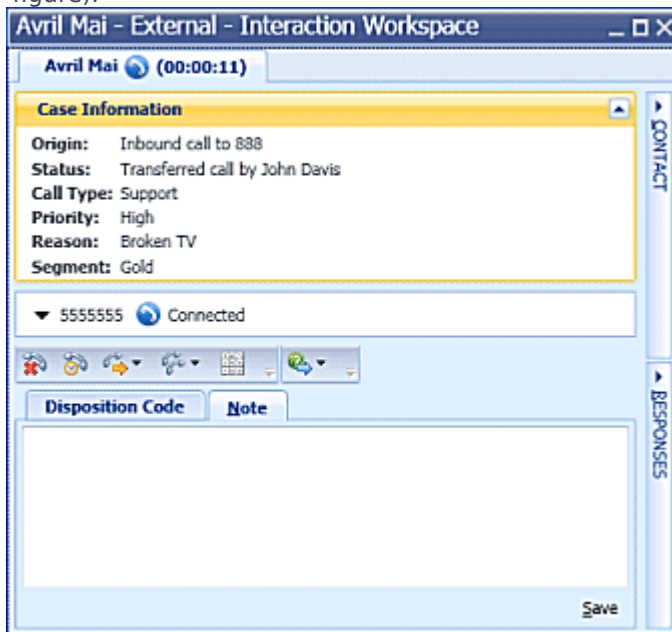 figure).
Avril Mai - External - Interaction Workspace
Avril Mai (00:00:11)
Case Information
Origin: Inbound call to 888
Status: Transferred call by John Davis
Call Type: Support
Priority: High
Reason: Broken TV
Segment: Gold
5555555 Connected
Disposition Code Note
Save
CONTACT
RESPONSES